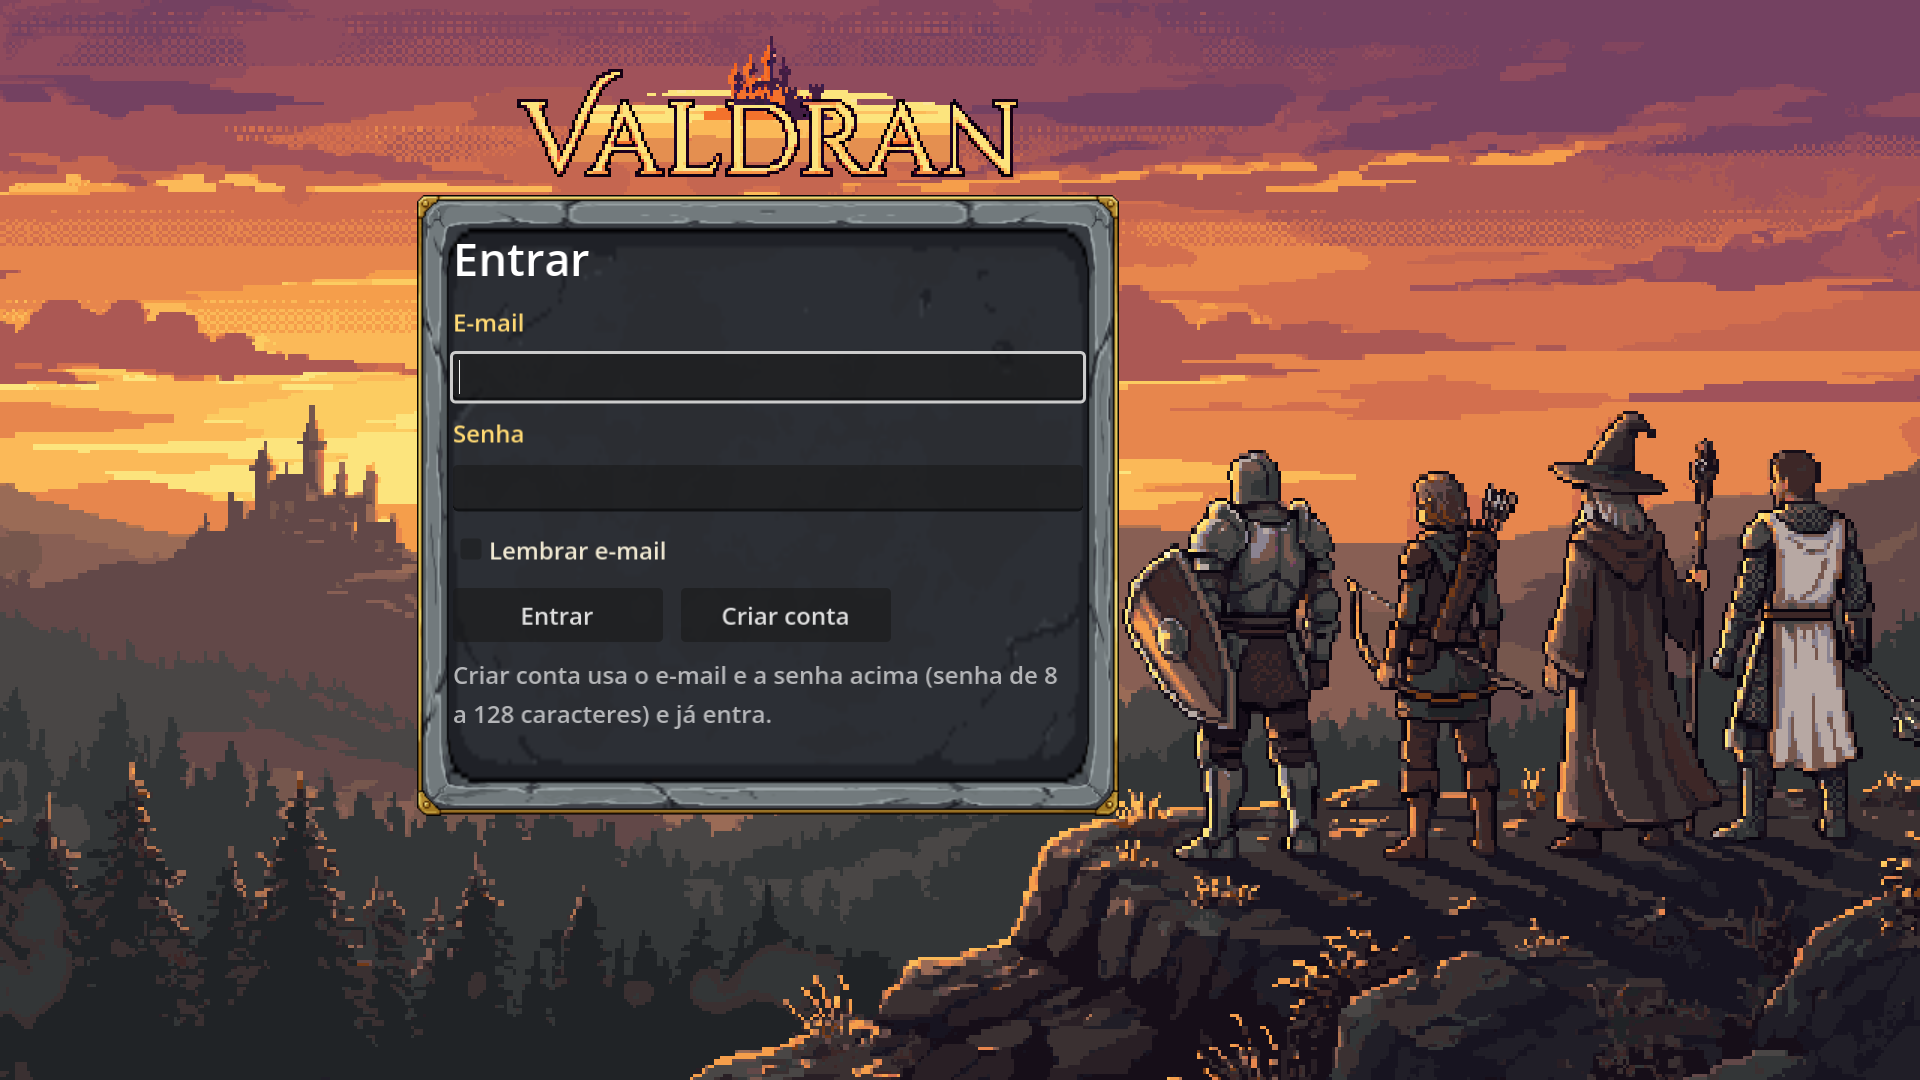 VALDRAN
Entrar
E-mail
Senha
Lembrar e-mail
Entrar
Criar conta
Criar conta usa o e-mail e a senha acima (senha de 8
a 128 caracteres) e já entra.